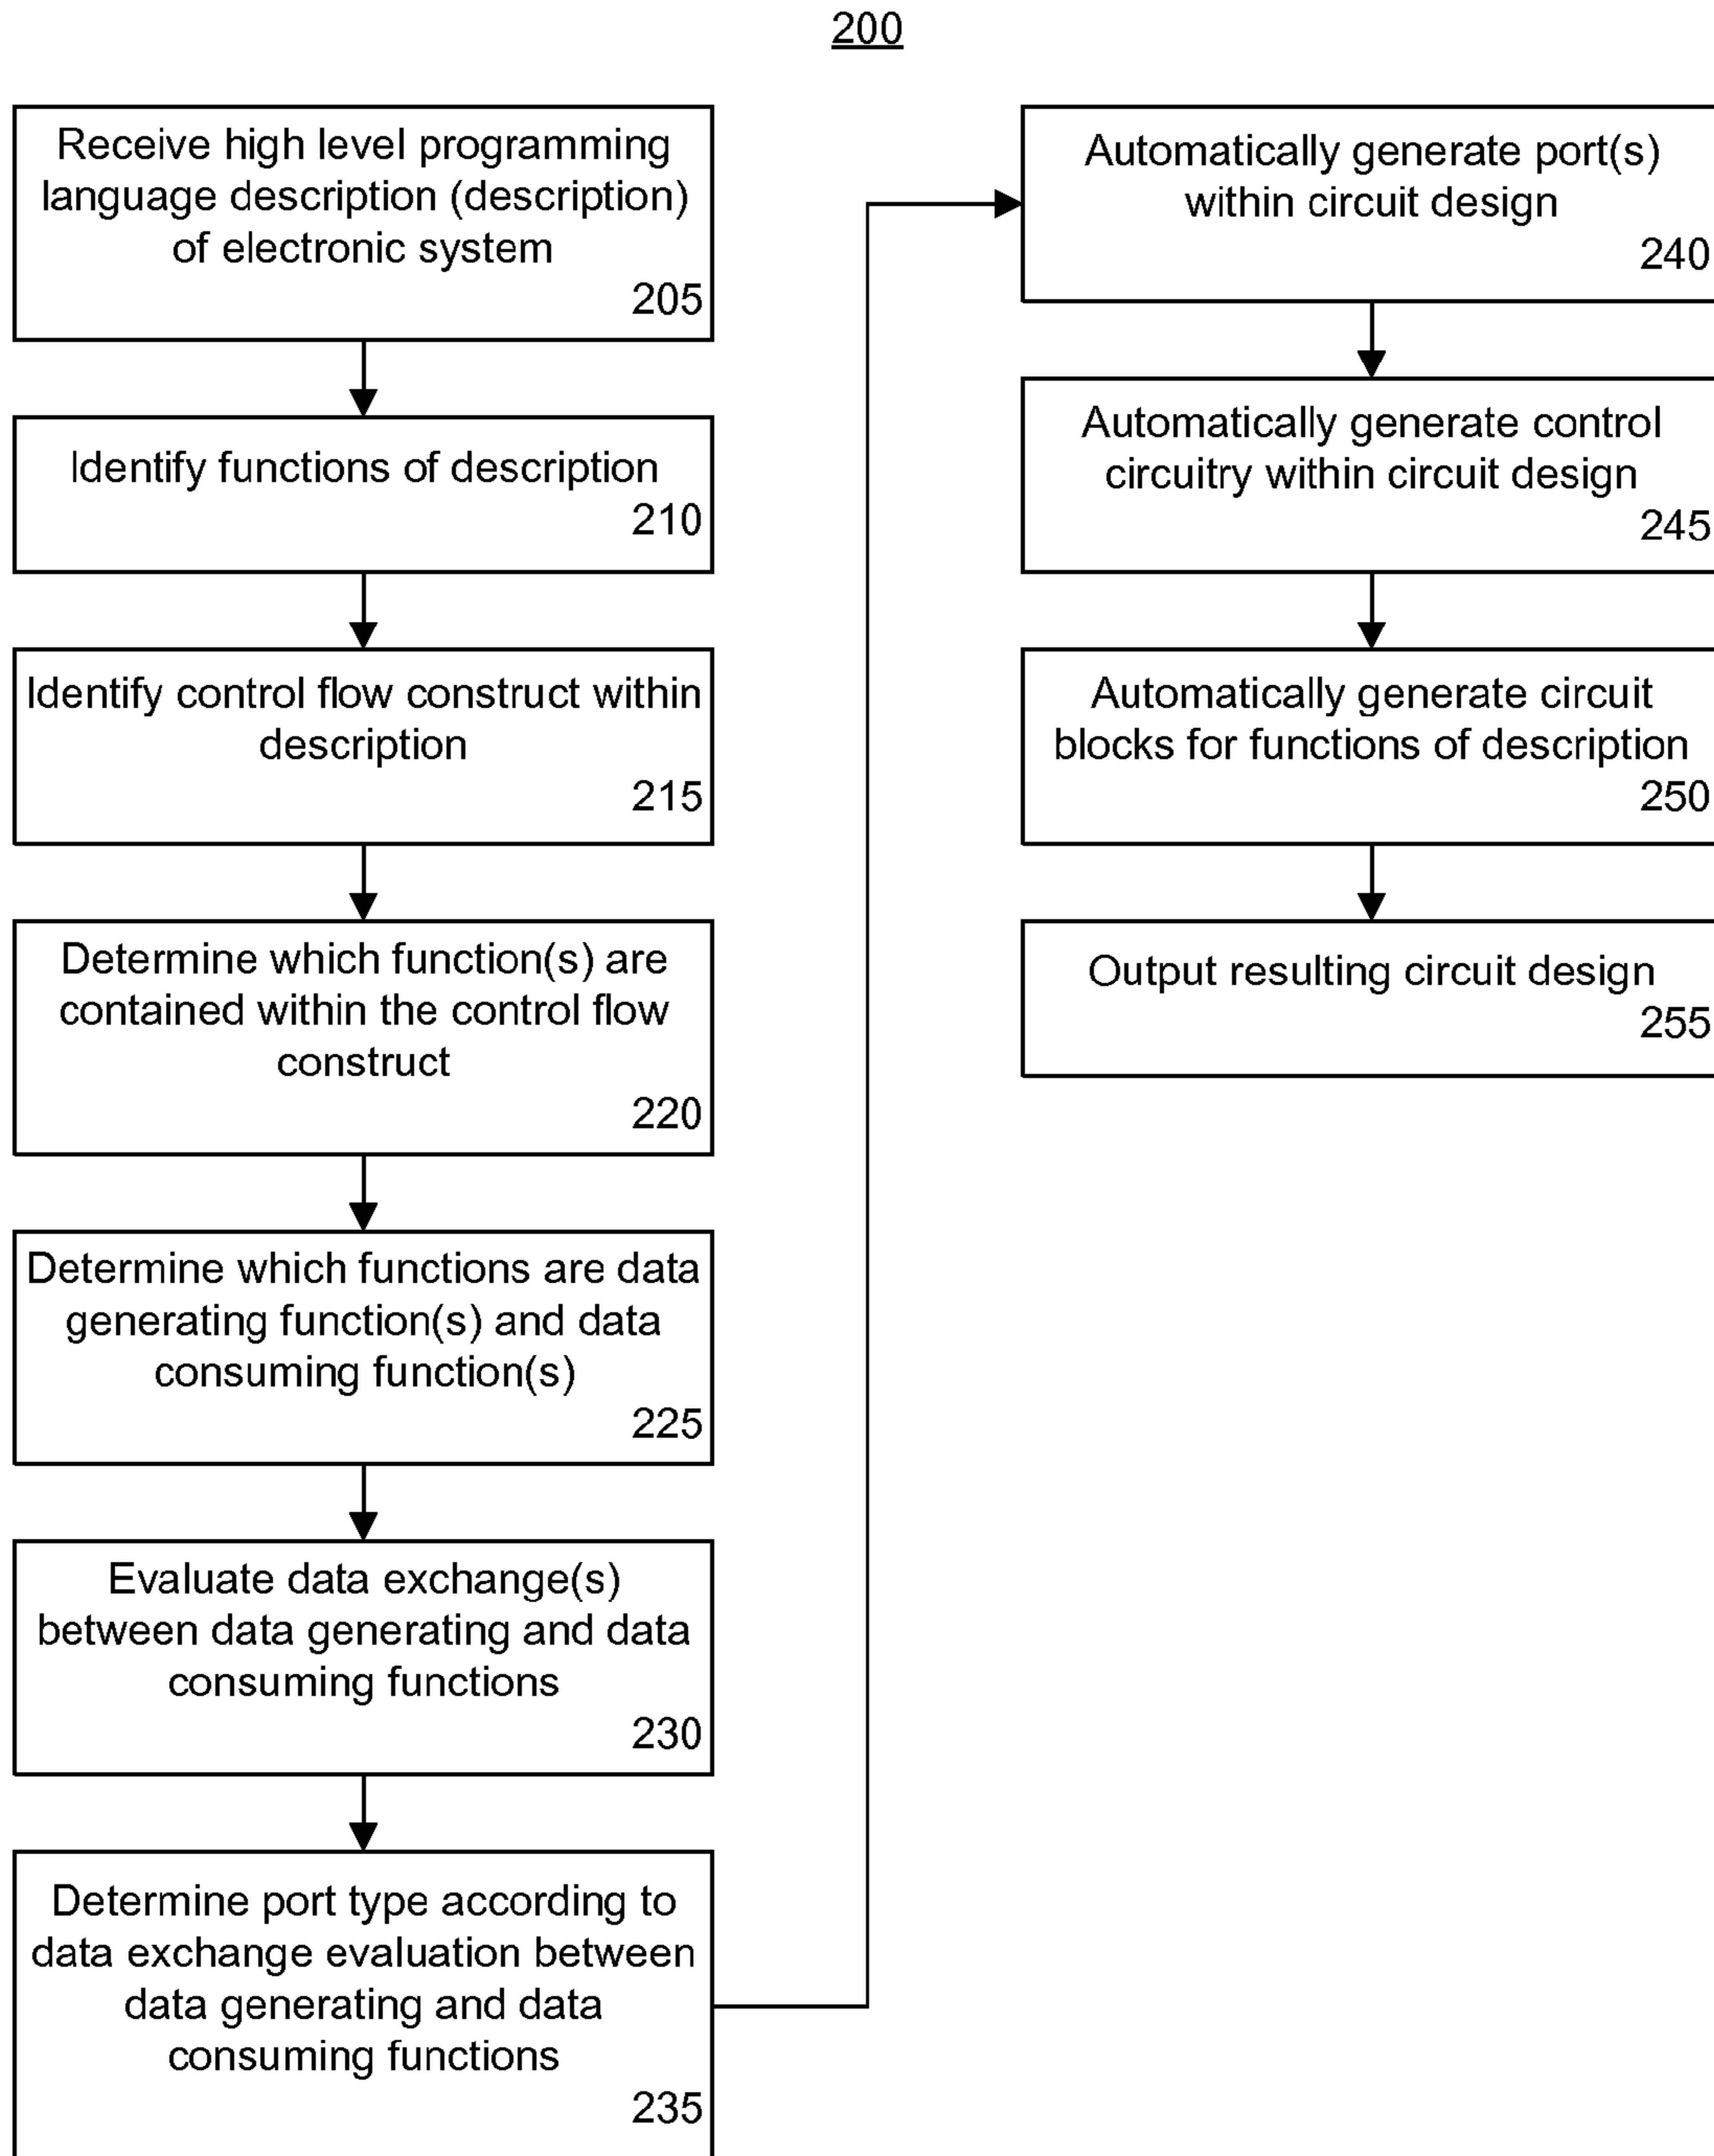 200
Receive high level programming
language description (description)
of electronic system
205
Identify functions of description
210
Identify control flow construct within
description
215
Determine which function(s) are
contained within the control flow
construct
220
Determine which functions are data
generating function(s) and data
consuming function(s)
225
Evaluate data exchange(s)
between data generating and data
consuming functions
230
Determine port type according to
data exchange evaluation between
data generating and data
consuming functions
235
Automatically generate port(s)
within circuit design
240
Automatically generate control
circuitry within circuit design
245
Automatically generate circuit
blocks for functions of description
250
Output resulting circuit design
255